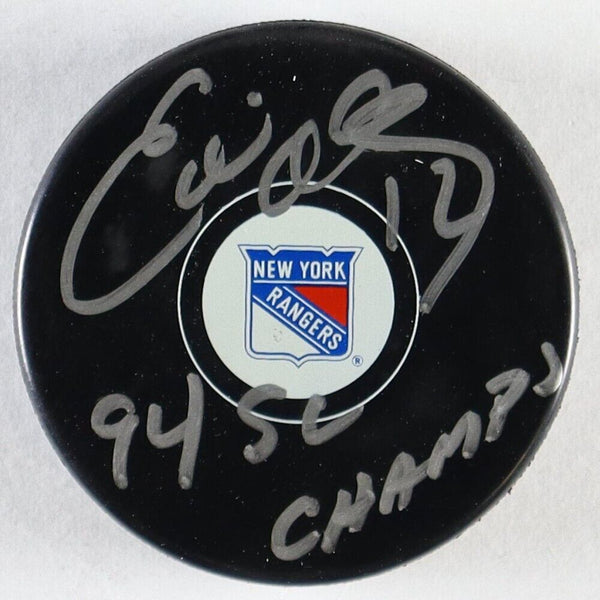 12
NEW YORK
RANGERS
®
94 SC
CHAMPS